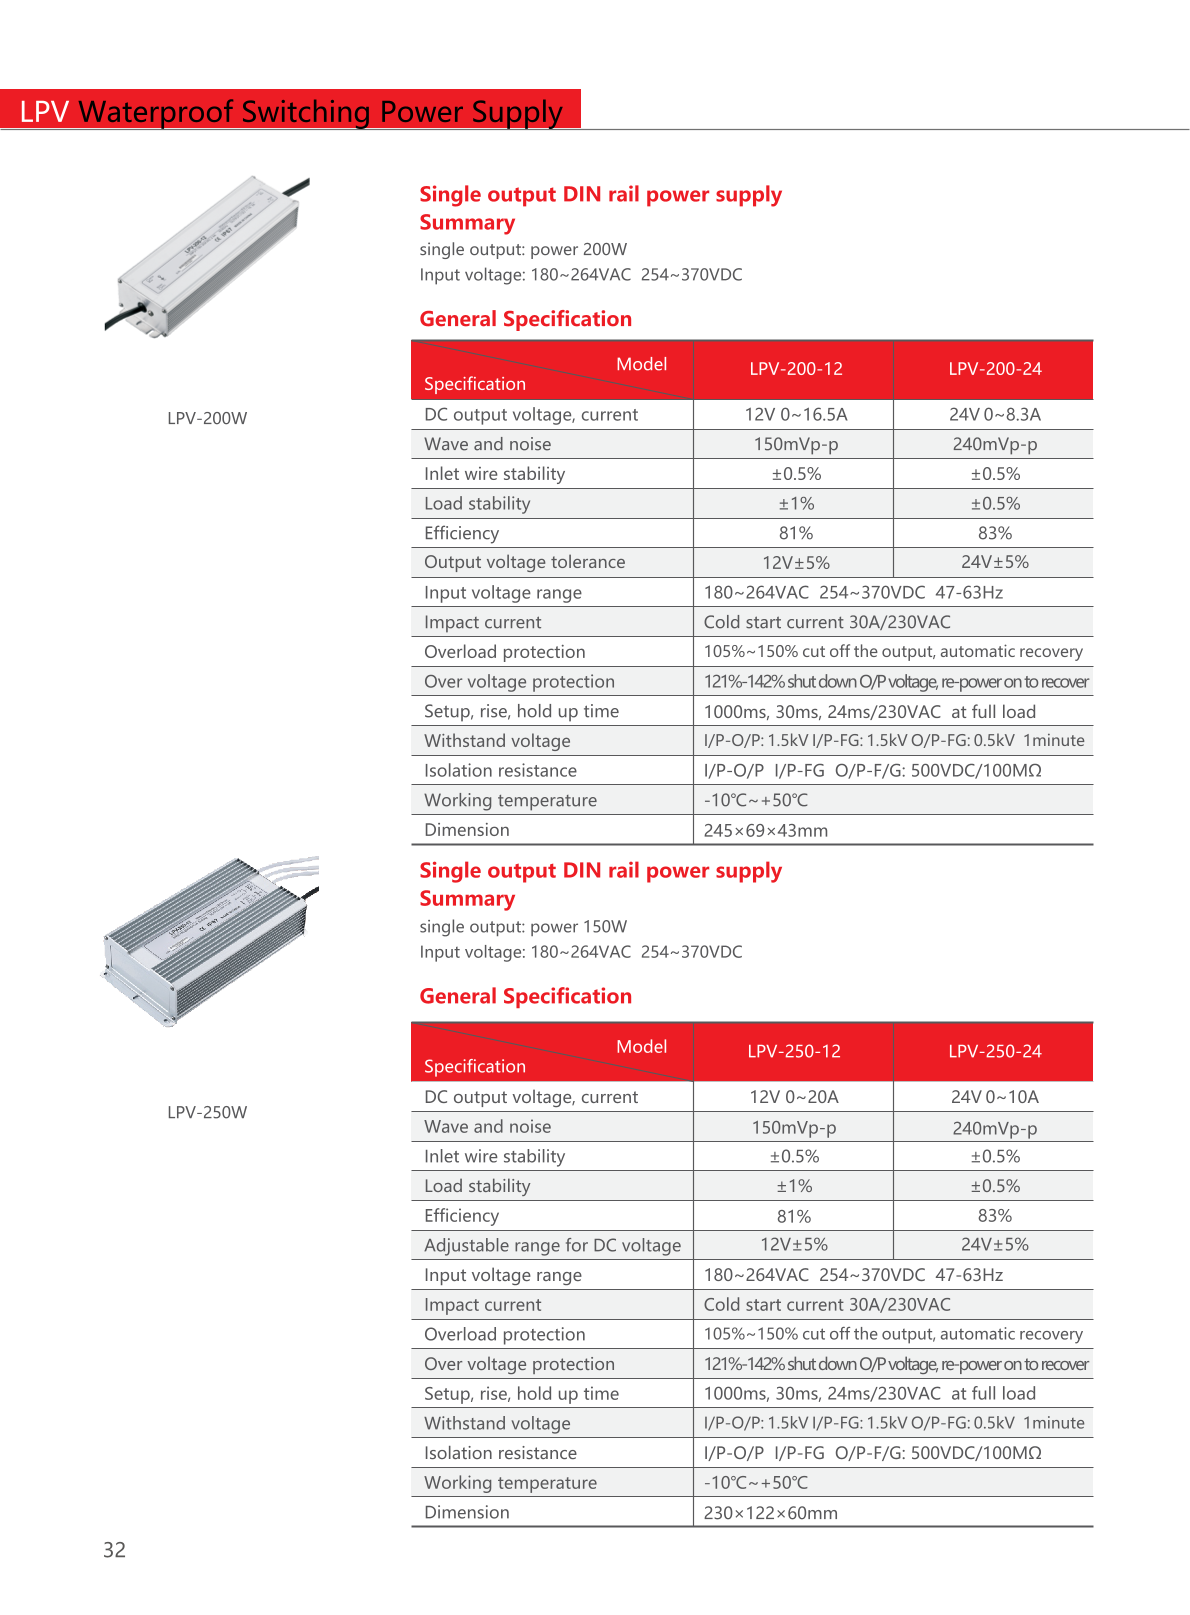 LPV Waterproof Switching Power Supply
Single output DIN rail power supply
Summary
single output: power 200W
Input voltage: 180~264VAC 254~370VDC
General Specification
LPV-200W
Model
Specification LPV-200-12 LPV-200-24
DC output voltage, current 12V 0~16.5A 24V 0~8.3A
Wave and noise 150mVp-p 240mVp-p
Inlet wire stability ±0.5% ±0.5%
Load stability ±1% ±0.5%
Efficiency 81% 83%
Output voltage tolerance 12V±5% 24V±5%
Input voltage range 180~264VAC 254~370VDC 47-63Hz
Impact current Cold start current 30A/230VAC
Overload protection 105%~150% cut off the output, automatic recovery
Over voltage protection 121%-142% shut down O/P voltage, re-power on to recover
Setup, rise, hold up time 1000ms, 30ms, 24ms/230VAC at full load
Withstand voltage I/P-O/P: 1.5kV I/P-FG: 1.5kV O/P-FG: 0.5kV 1minute
Isolation resistance I/P-O/P I/P-FG O/P-F/G: 500VDC/100MΩ
Working temperature -10℃~+50℃
Dimension 245×69×43mm
Single output DIN rail power supply
Summary
single output: power 150W
Input voltage: 180~264VAC 254~370VDC
General Specification
LPV-250W
Model
Specification LPV-250-12 LPV-250-24
DC output voltage, current 12V 0~20A 24V 0~10A
Wave and noise 150mVp-p 240mVp-p
Inlet wire stability ±0.5% ±0.5%
Load stability ±1% ±0.5%
Efficiency 81% 83%
Adjustable range for DC voltage 12V±5% 24V±5%
Input voltage range 180~264VAC 254~370VDC 47-63Hz
Impact current Cold start current 30A/230VAC
Overload protection 105%~150% cut off the output, automatic recovery
Over voltage protection 121%-142% shut down O/P voltage, re-power on to recover
Setup, rise, hold up time 1000ms, 30ms, 24ms/230VAC at full load
Withstand voltage I/P-O/P: 1.5kV I/P-FG: 1.5kV O/P-FG: 0.5kV 1minute
Isolation resistance I/P-O/P I/P-FG O/P-F/G: 500VDC/100MΩ
Working temperature -10℃~+50℃
Dimension 230×122×60mm
32